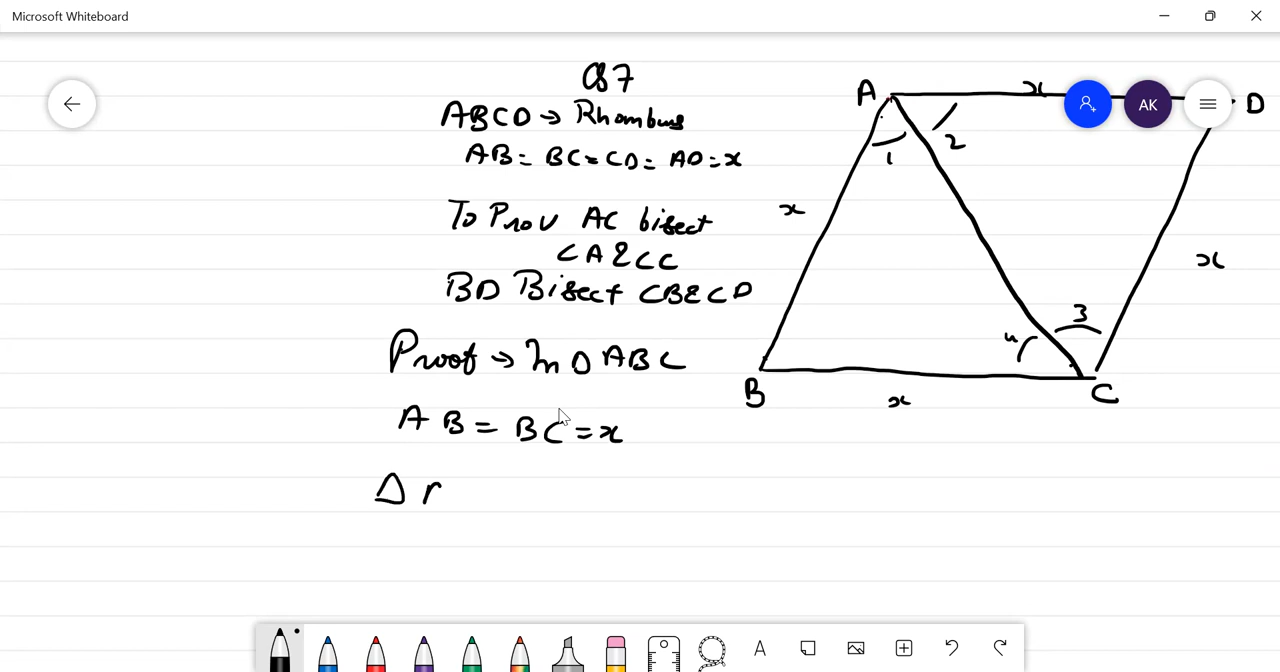 Microsoft Whiteboard
Q7
ABCD → Rhombus
AB = BC = CD = AD = x
To Prov AC bisect
∠A & ∠C
BD Bisect ∠B & ∠D
Proof → In Δ ABC
AB = BC = x
Δ r
A
x
D
AK
1
2
x
x
3
4
B
x
C
A